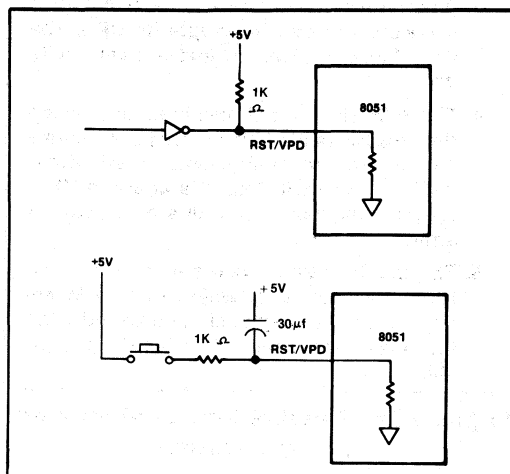 +5V
1K
Ω
8051
RST/VPD
+5V
+5V
30μf
1K Ω
RST/VPD
8051